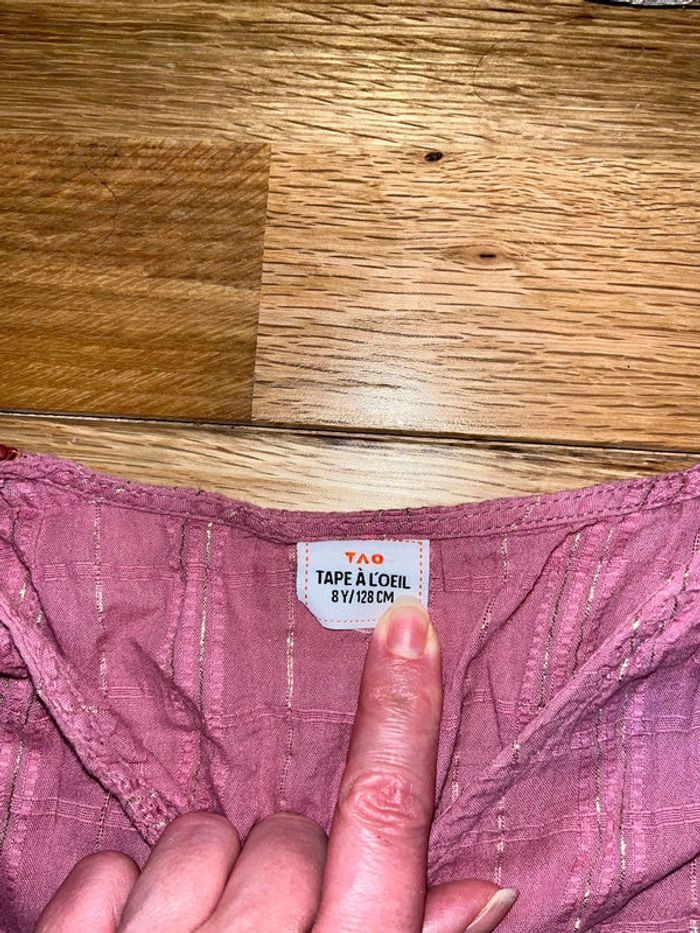 TAO
TAPE À L'OEIL
8 Y/128 CM